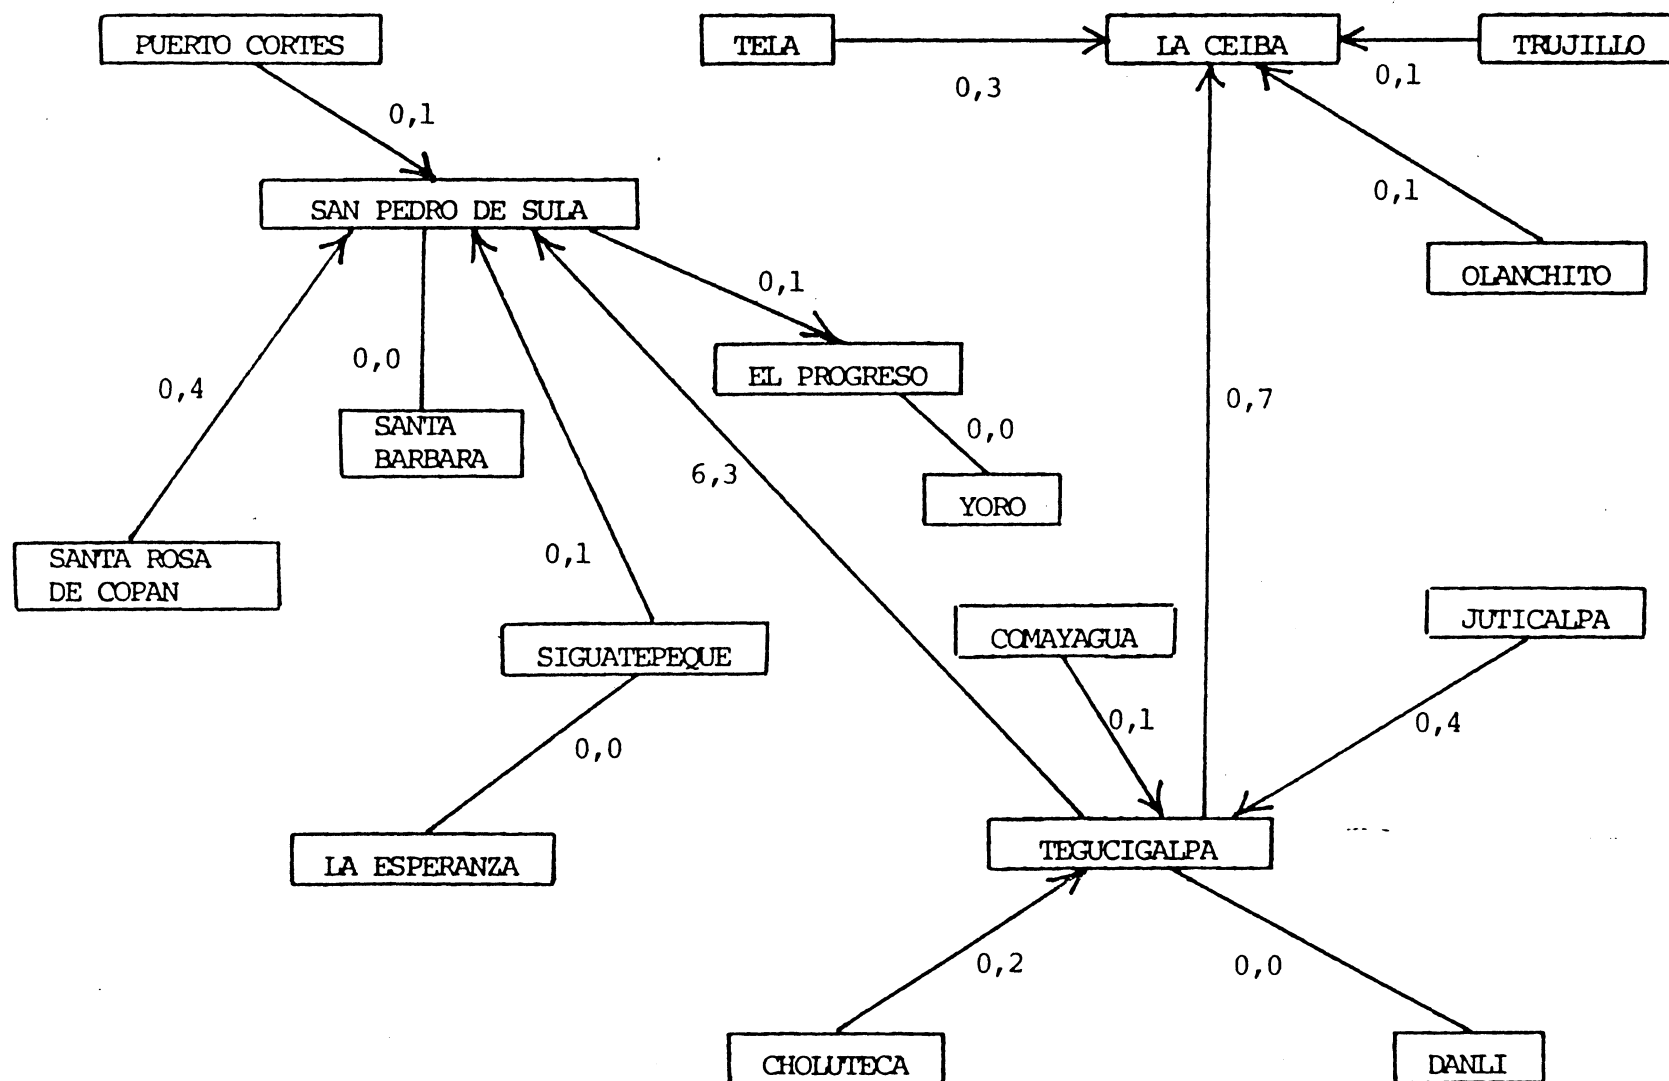 PUERTO CORTES
TELA
LA CEIBA
TRUJILLO
0,3
0,1
0,1
SAN PEDRO DE SULA
0,1
OLANCHITO
0,1
0,0
EL PROGRESO
0,4
0,7
SANTA
BARBARA
0,0
6,3
YORO
0,1
SANTA ROSA
DE COPAN
JUTICALPA
COMAYAGUA
SIGUATEPEQUE
0,1
0,4
0,0
TEGUCIGALPA
LA ESPERANZA
0,2
0,0
CHOLUTECA
DANLI